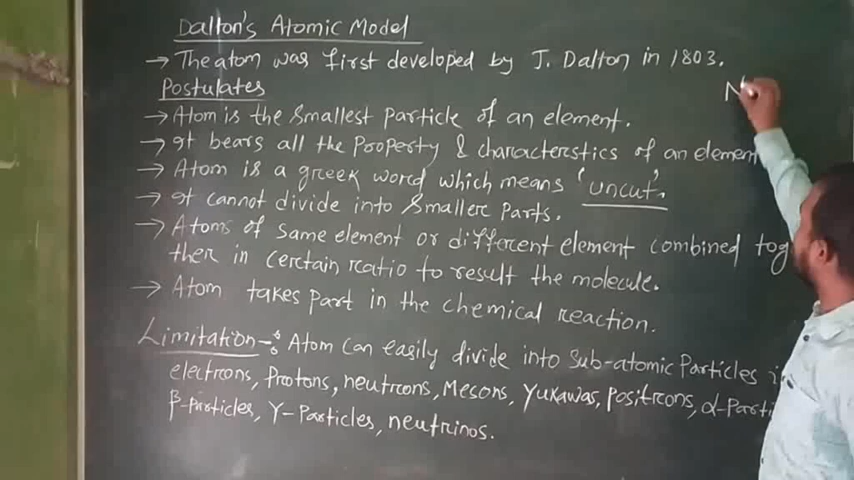 Dalton's Atomic Model
→ The atom was first developed by J. Dalton in 1803.
Postulates
→ Atom is the smallest particle of an element.
→ It bears all the Property & characterstics of an element
→ Atom is a greek word which means 'uncut'.
→ It cannot divide into smaller parts.
→ Atoms of same element or different element combined tog
ther in certain ratio to result the molecule.
→ Atom takes part in the chemical reaction.
Limitation-: Atom can easily divide into sub-atomic Particles
electrons, Protons, neutrons, Mesons, Yukawas, positrons, α-Parti
β-particles, γ-Particles, neutrinos.
N